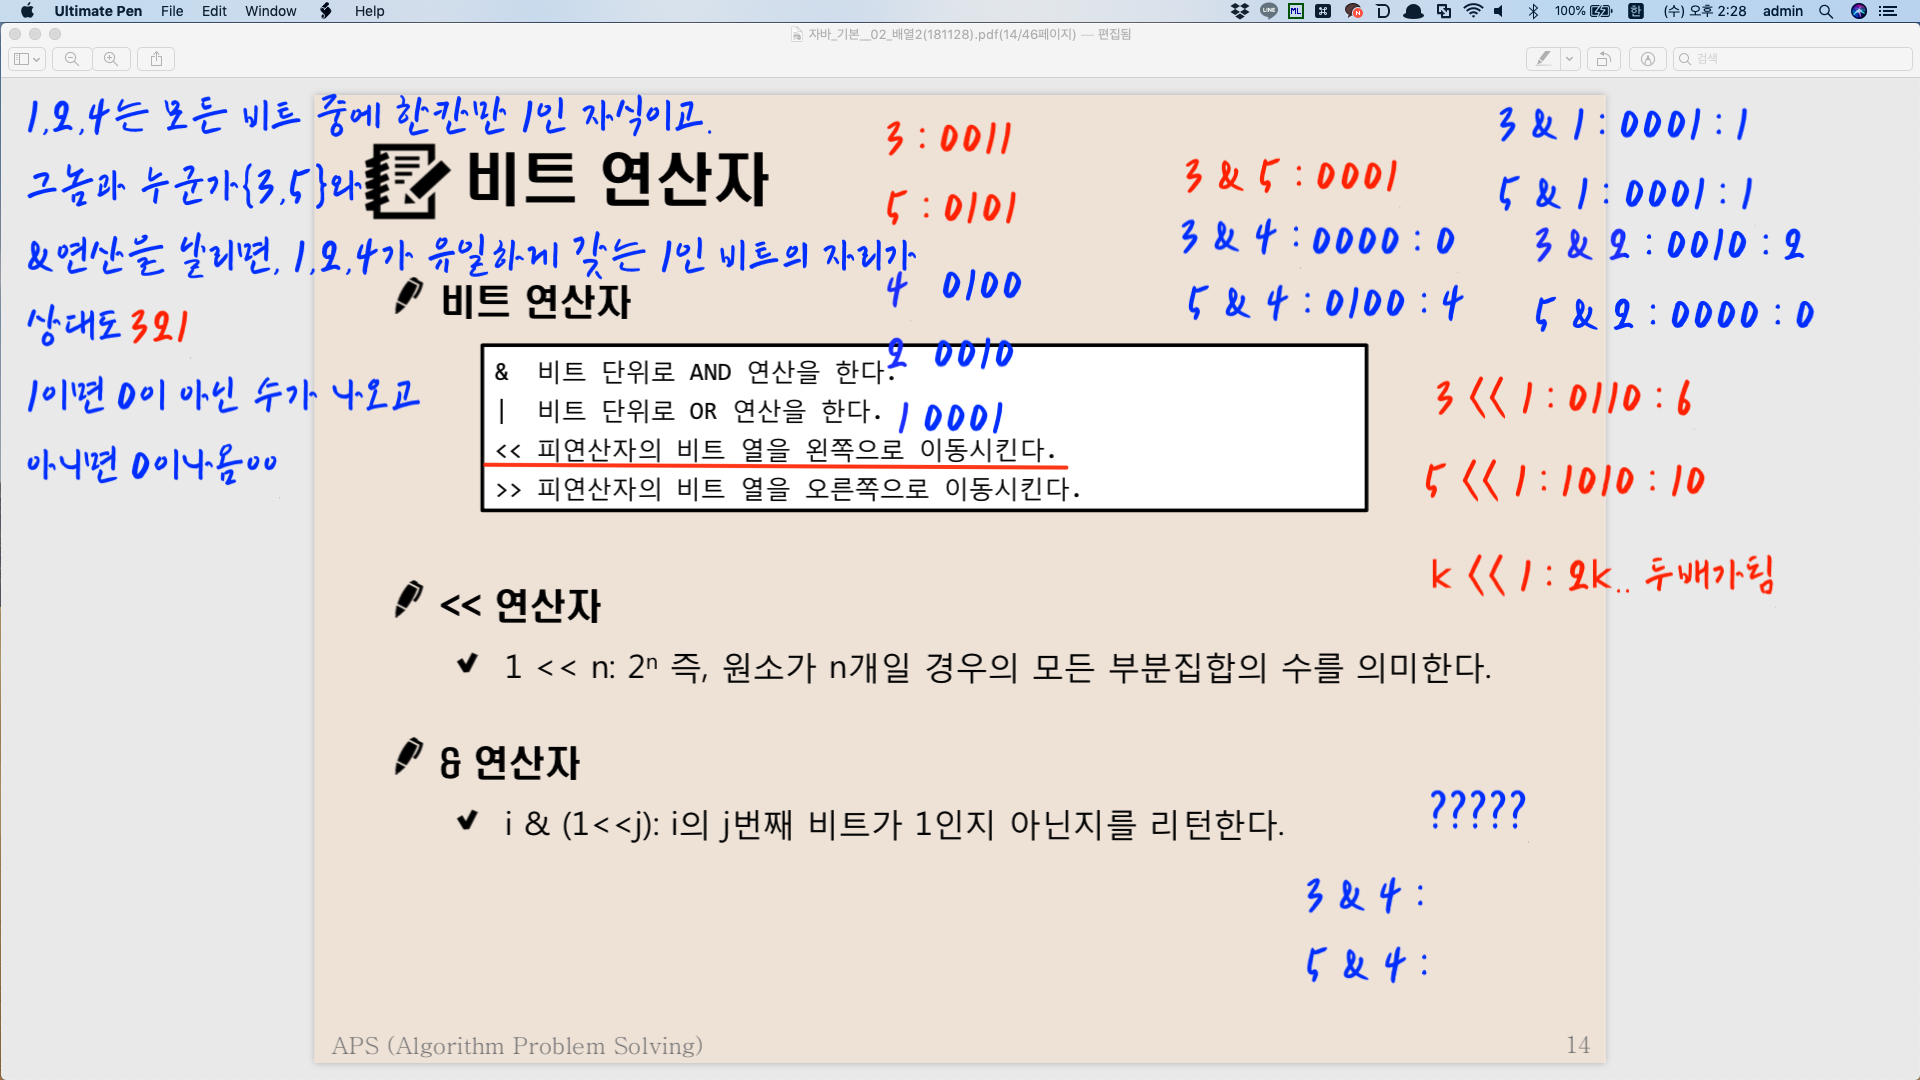 Ultimate Pen File Edit Window Help
100% 한 (수) 오후 2:28 admin
자바_기본__02_배열2(181128).pdf(14/46페이지) — 편집됨
검색
1,2,4는 모든 비트 중에 한칸만 1인 자식이고.
그놈과 누군가{3,5}와
&연산을 날리면, 1,2,4가 유일하게 갖는 1인 비트의 자리가
상대도 321
1이면 0이 아닌 수가 나오고
아니면 0이나옴ㅇㅇ
비트 연산자
3 : 0011
5 : 0101
4 0100
2 0010
1 0001
3 & 5 : 0001
3 & 4 : 0000 : 0
5 & 4 : 0100 : 4
3 & 1 : 0001 : 1
5 & 1 : 0001 : 1
3 & 2 : 0010 : 2
5 & 2 : 0000 : 0
3 << 1 : 0110 : 6
5 << 1 : 1010 : 10
k << 1 : 2k.. 두배가됨
비트 연산자
& 비트 단위로 AND 연산을 한다.
| 비트 단위로 OR 연산을 한다.
<< 피연산자의 비트 열을 왼쪽으로 이동시킨다.
>> 피연산자의 비트 열을 오른쪽으로 이동시킨다.
<< 연산자
1 << n: 2ⁿ 즉, 원소가 n개일 경우의 모든 부분집합의 수를 의미한다.
& 연산자
i & (1<<j): i의 j번째 비트가 1인지 아닌지를 리턴한다.
?????
3 & 4 :
5 & 4 :
APS (Algorithm Problem Solving)
14